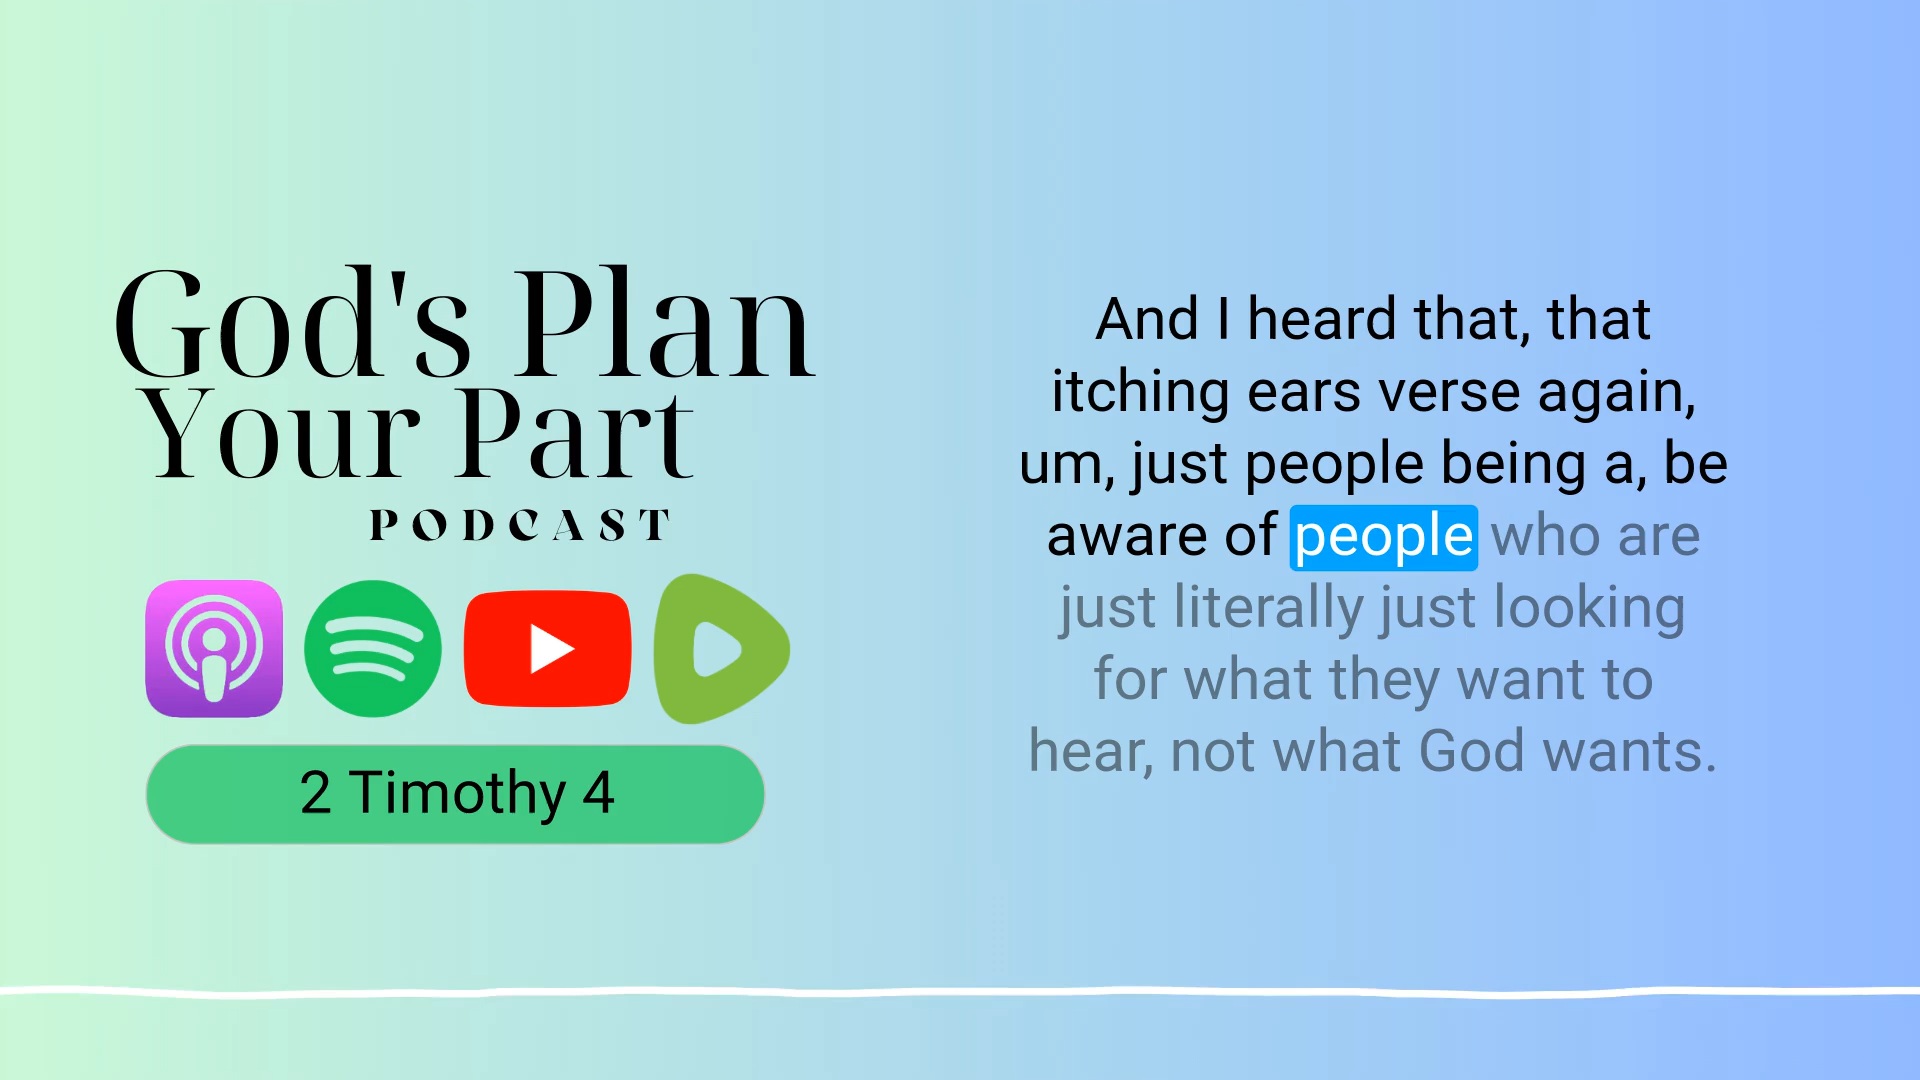 God's Plan
Your Part
PODCAST
2 Timothy 4
And I heard that, that
itching ears verse again,
um, just people being a, be
aware of people who are
just literally just looking
for what they want to
hear, not what God wants.